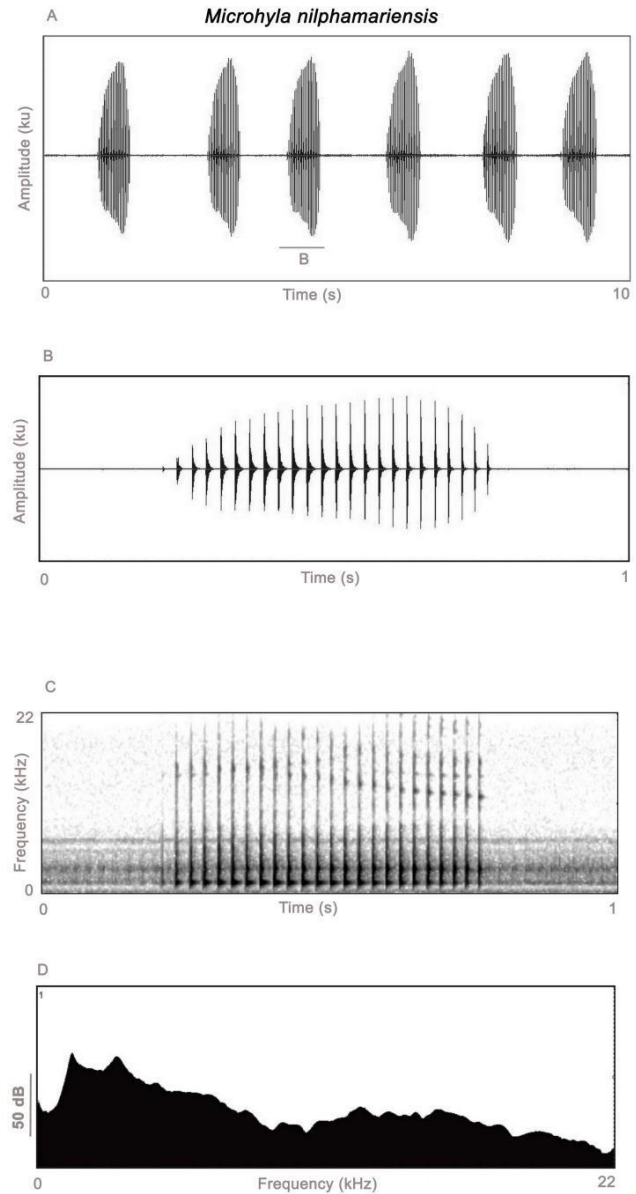 A
Microhyla nilphamariensis
Amplitude (ku)
B
0
Time (s)
10
B
Amplitude (ku)
0
Time (s)
1
C
22
Frequency (kHz)
0
0
Time (s)
1
D
1
50 dB
0
Frequency (kHz)
22